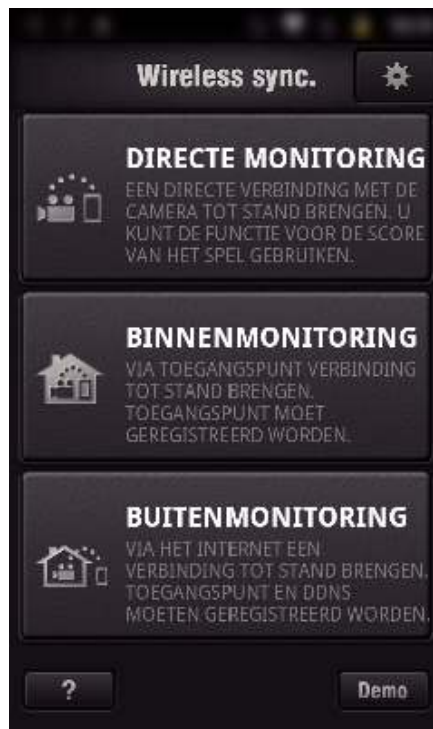 Wireless sync.
DIRECTE MONITORING
EEN DIRECTE VERBINDING MET DE
CAMERA TOT STAND BRENGEN. U
KUNT DE FUNCTIE VOOR DE SCORE
VAN HET SPEL GEBRUIKEN.
BINNENMONITORING
VIA TOEGANGSPUNT VERBINDING
TOT STAND BRENGEN.
TOEGANGSPUNT MOET
GEREGISTREERD WORDEN.
BUITENMONITORING
VIA HET INTERNET EEN
VERBINDING TOT STAND BRENGEN.
TOEGANGSPUNT EN DDNS
MOETEN GEREGISTREERD WORDEN.
?
Demo